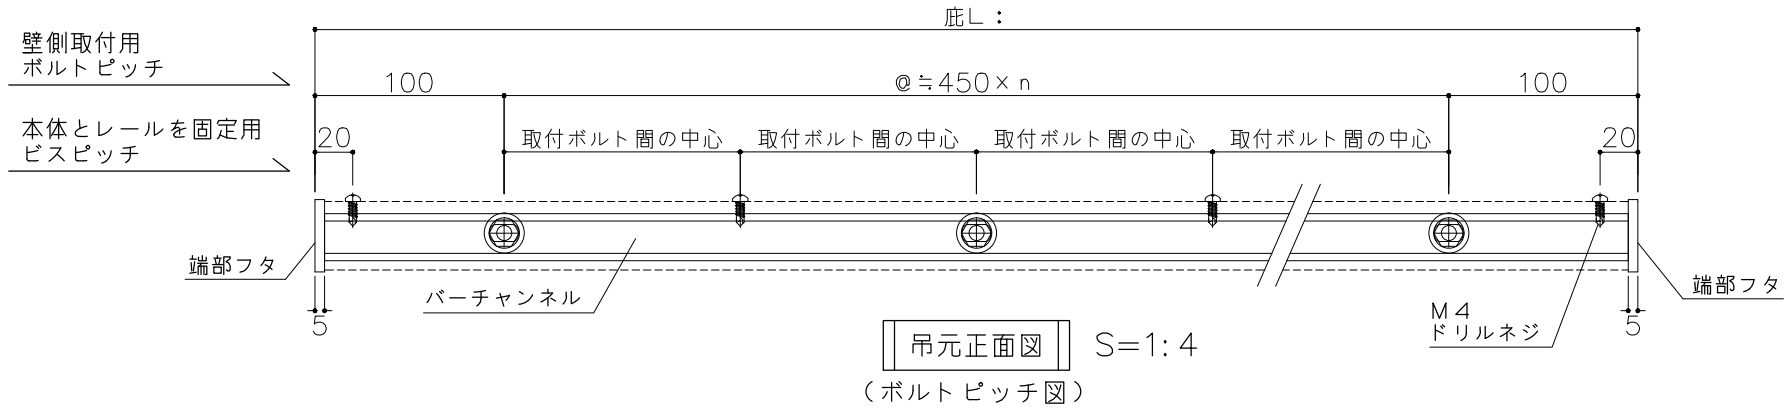 庇L：
壁側取付用
ボルトピッチ
100
@≒450×n
100
本体とレールを固定用
ビスピッチ
20
取付ボルト間の中心
取付ボルト間の中心
取付ボルト間の中心
取付ボルト間の中心
20
端部フタ
バーチャンネル
端部フタ
5
M4
ドリルネジ
5
吊元正面図
S=1:4
（ボルトピッチ図）